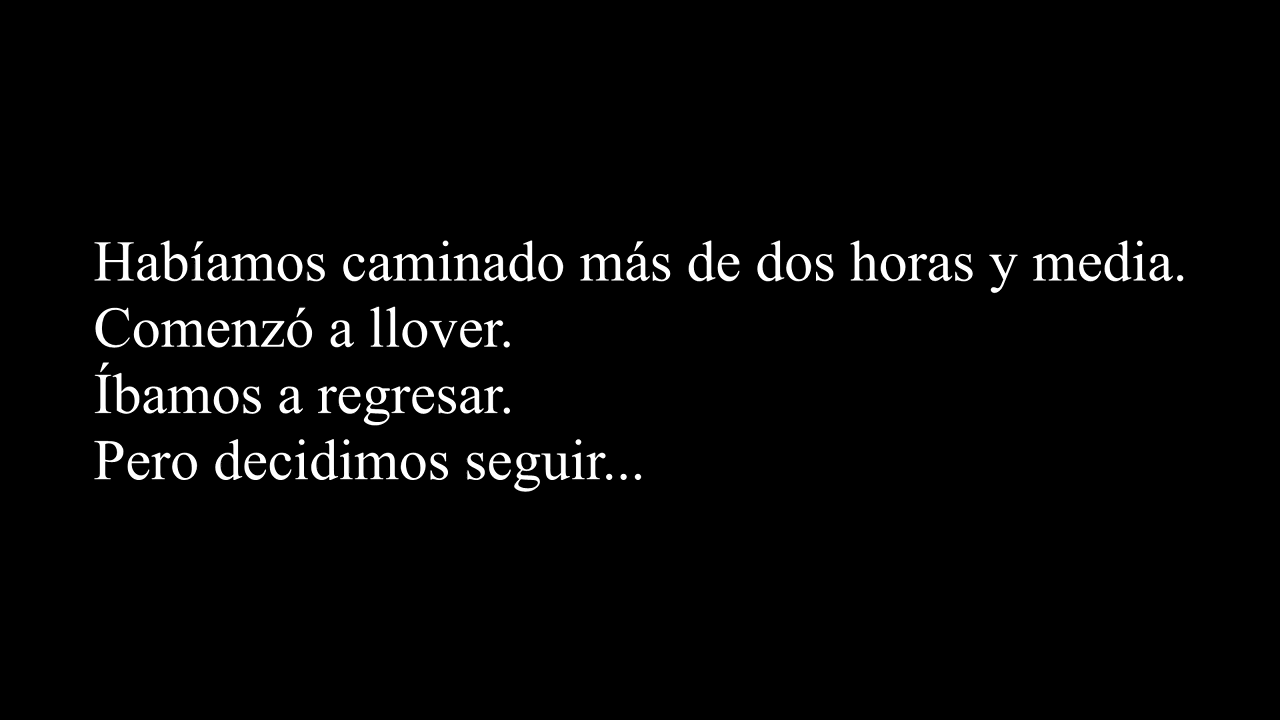 Habíamos caminado más de dos horas y media.
Comenzó a llover.
Íbamos a regresar.
Pero decidimos seguir...